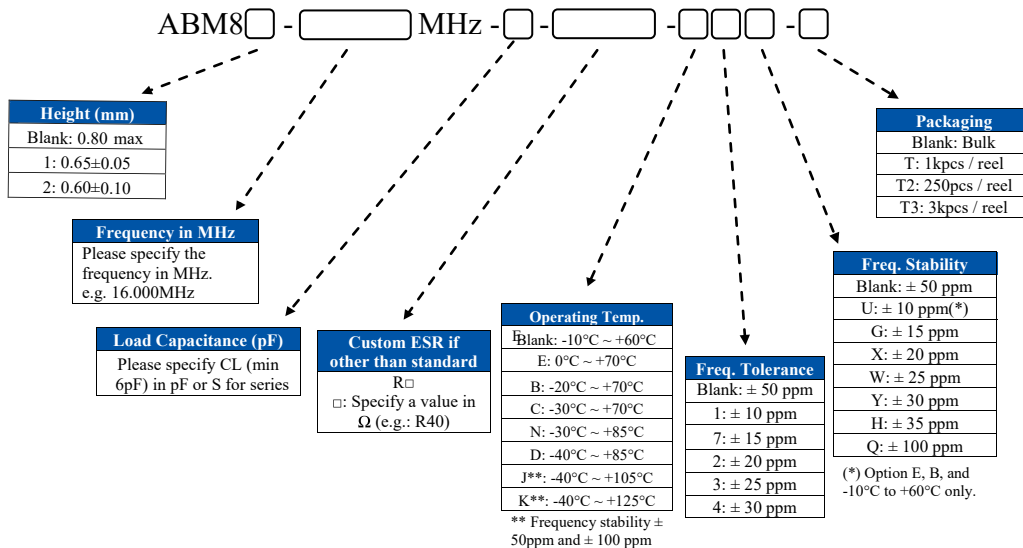 ABM8□ - □ MHz - □ - □ - □□□ - □
Height (mm)
Blank: 0.80 max
1: 0.65±0.05
2: 0.60±0.10
Packaging
Blank: Bulk
T: 1kpcs / reel
T2: 250pcs / reel
T3: 3kpcs / reel
Frequency in MHz
Please specify the
frequency in MHz.
e.g. 16.000MHz
Freq. Stability
Blank: ± 50 ppm
U: ± 10 ppm(*)
G: ± 15 ppm
X: ± 20 ppm
W: ± 25 ppm
Y: ± 30 ppm
H: ± 35 ppm
Q: ± 100 ppm
(*) Option E, B, and
-10°C to +60°C only.
Load Capacitance (pF)
Please specify CL (min
6pF) in pF or S for series
Custom ESR if
other than standard
R□
□: Specify a value in
Ω (e.g.: R40)
Operating Temp.
Blank: -10°C ~ +60°C
E: 0°C ~ +70°C
B: -20°C ~ +70°C
C: -30°C ~ +70°C
N: -30°C ~ +85°C
D: -40°C ~ +85°C
J**: -40°C ~ +105°C
K**: -40°C ~ +125°C
** Frequency stability ±
50ppm and ± 100 ppm
Freq. Tolerance
Blank: ± 50 ppm
1: ± 10 ppm
7: ± 15 ppm
2: ± 20 ppm
3: ± 25 ppm
4: ± 30 ppm